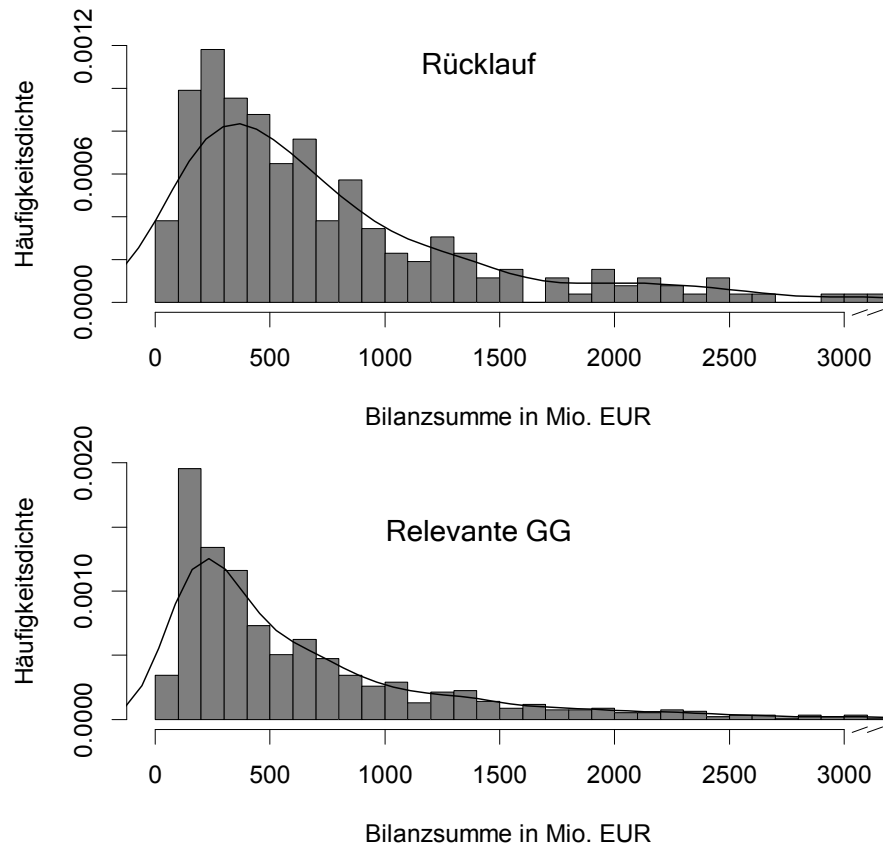 Rücklauf
Häufigkeitsdichte
0.0012
0.0006
0.0000
0 500 1000 1500 2000 2500 3000
Bilanzsumme in Mio. EUR
Relevante GG
Häufigkeitsdichte
0.0020
0.0010
0.0000
0 500 1000 1500 2000 2500 3000
Bilanzsumme in Mio. EUR